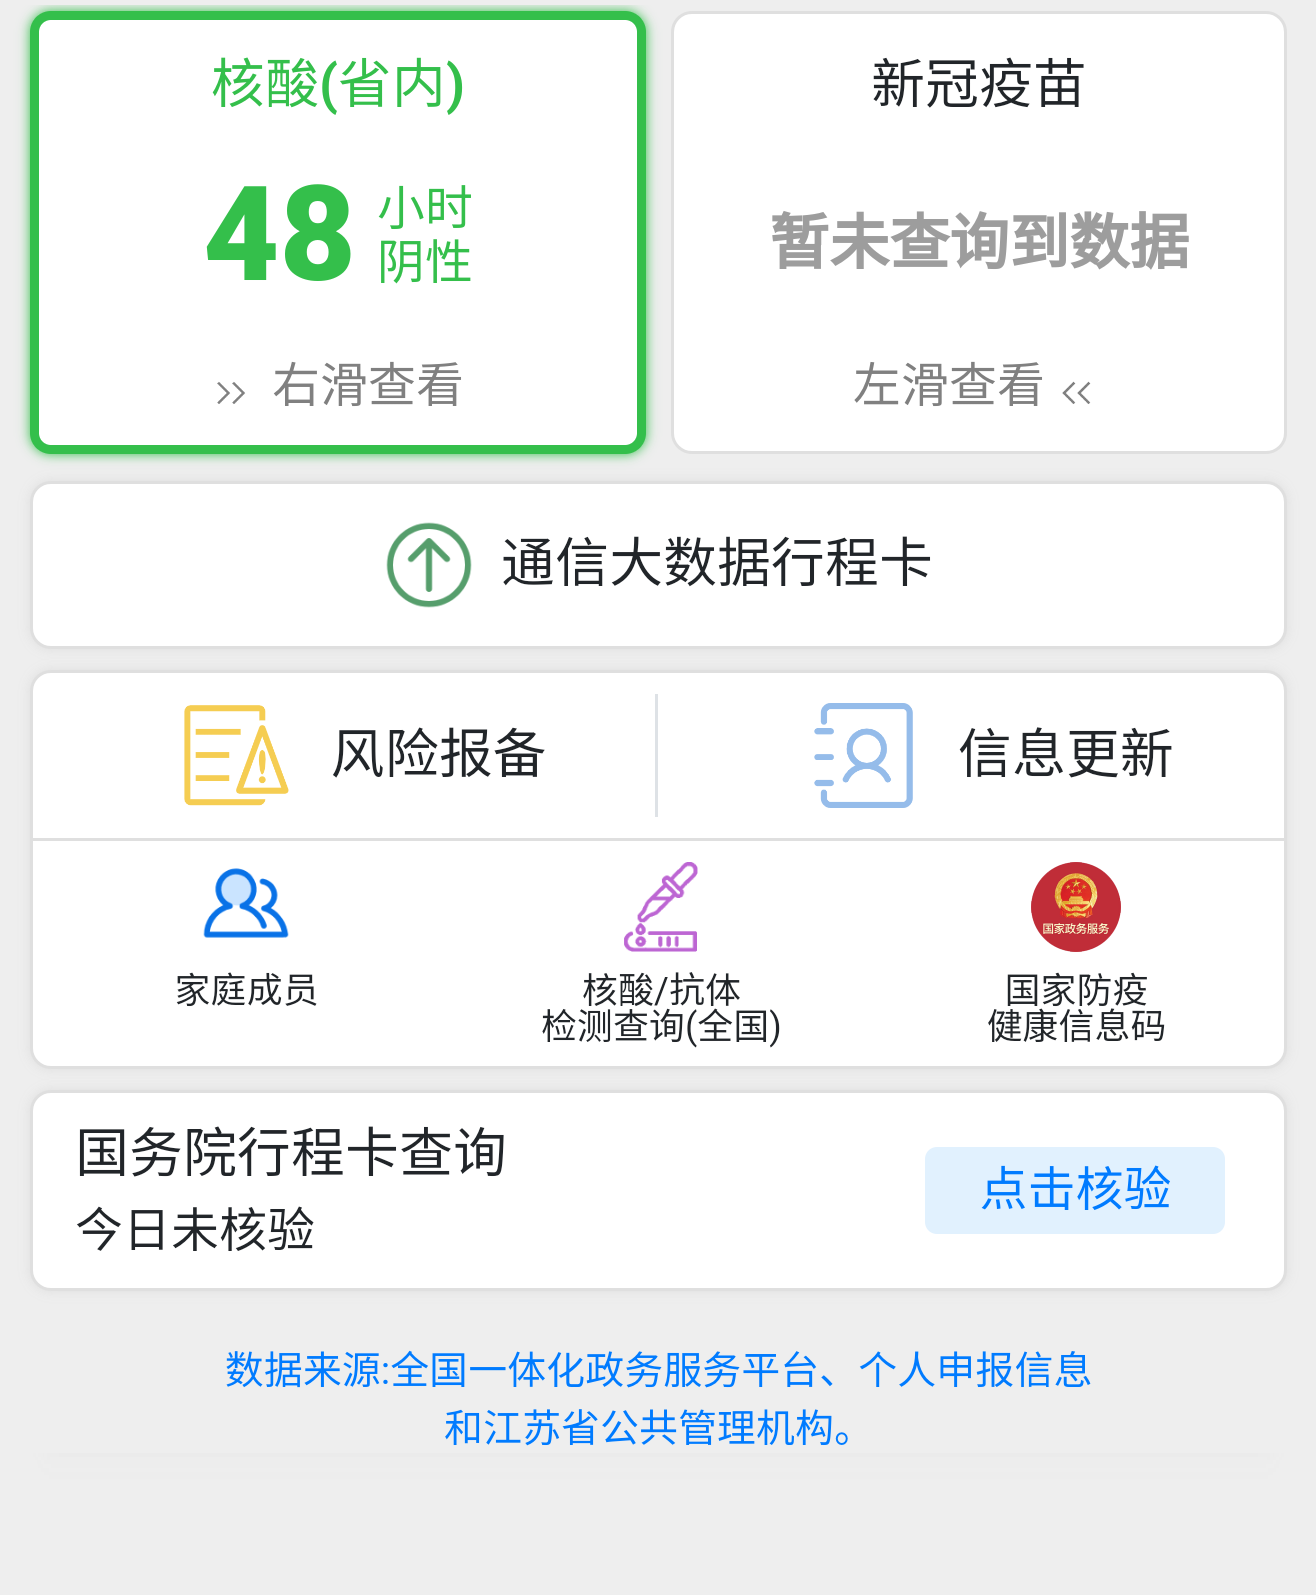 核酸(省内)
48 小时
阴性
>> 右滑查看
新冠疫苗
暂未查询到数据
左滑查看 <<
通信大数据行程卡
风险报备
信息更新
家庭成员
核酸/抗体
检测查询(全国)
国家政务服务
国家防疫
健康信息码
国务院行程卡查询
今日未核验
点击核验
数据来源:全国一体化政务服务平台、个人申报信息
和江苏省公共管理机构。